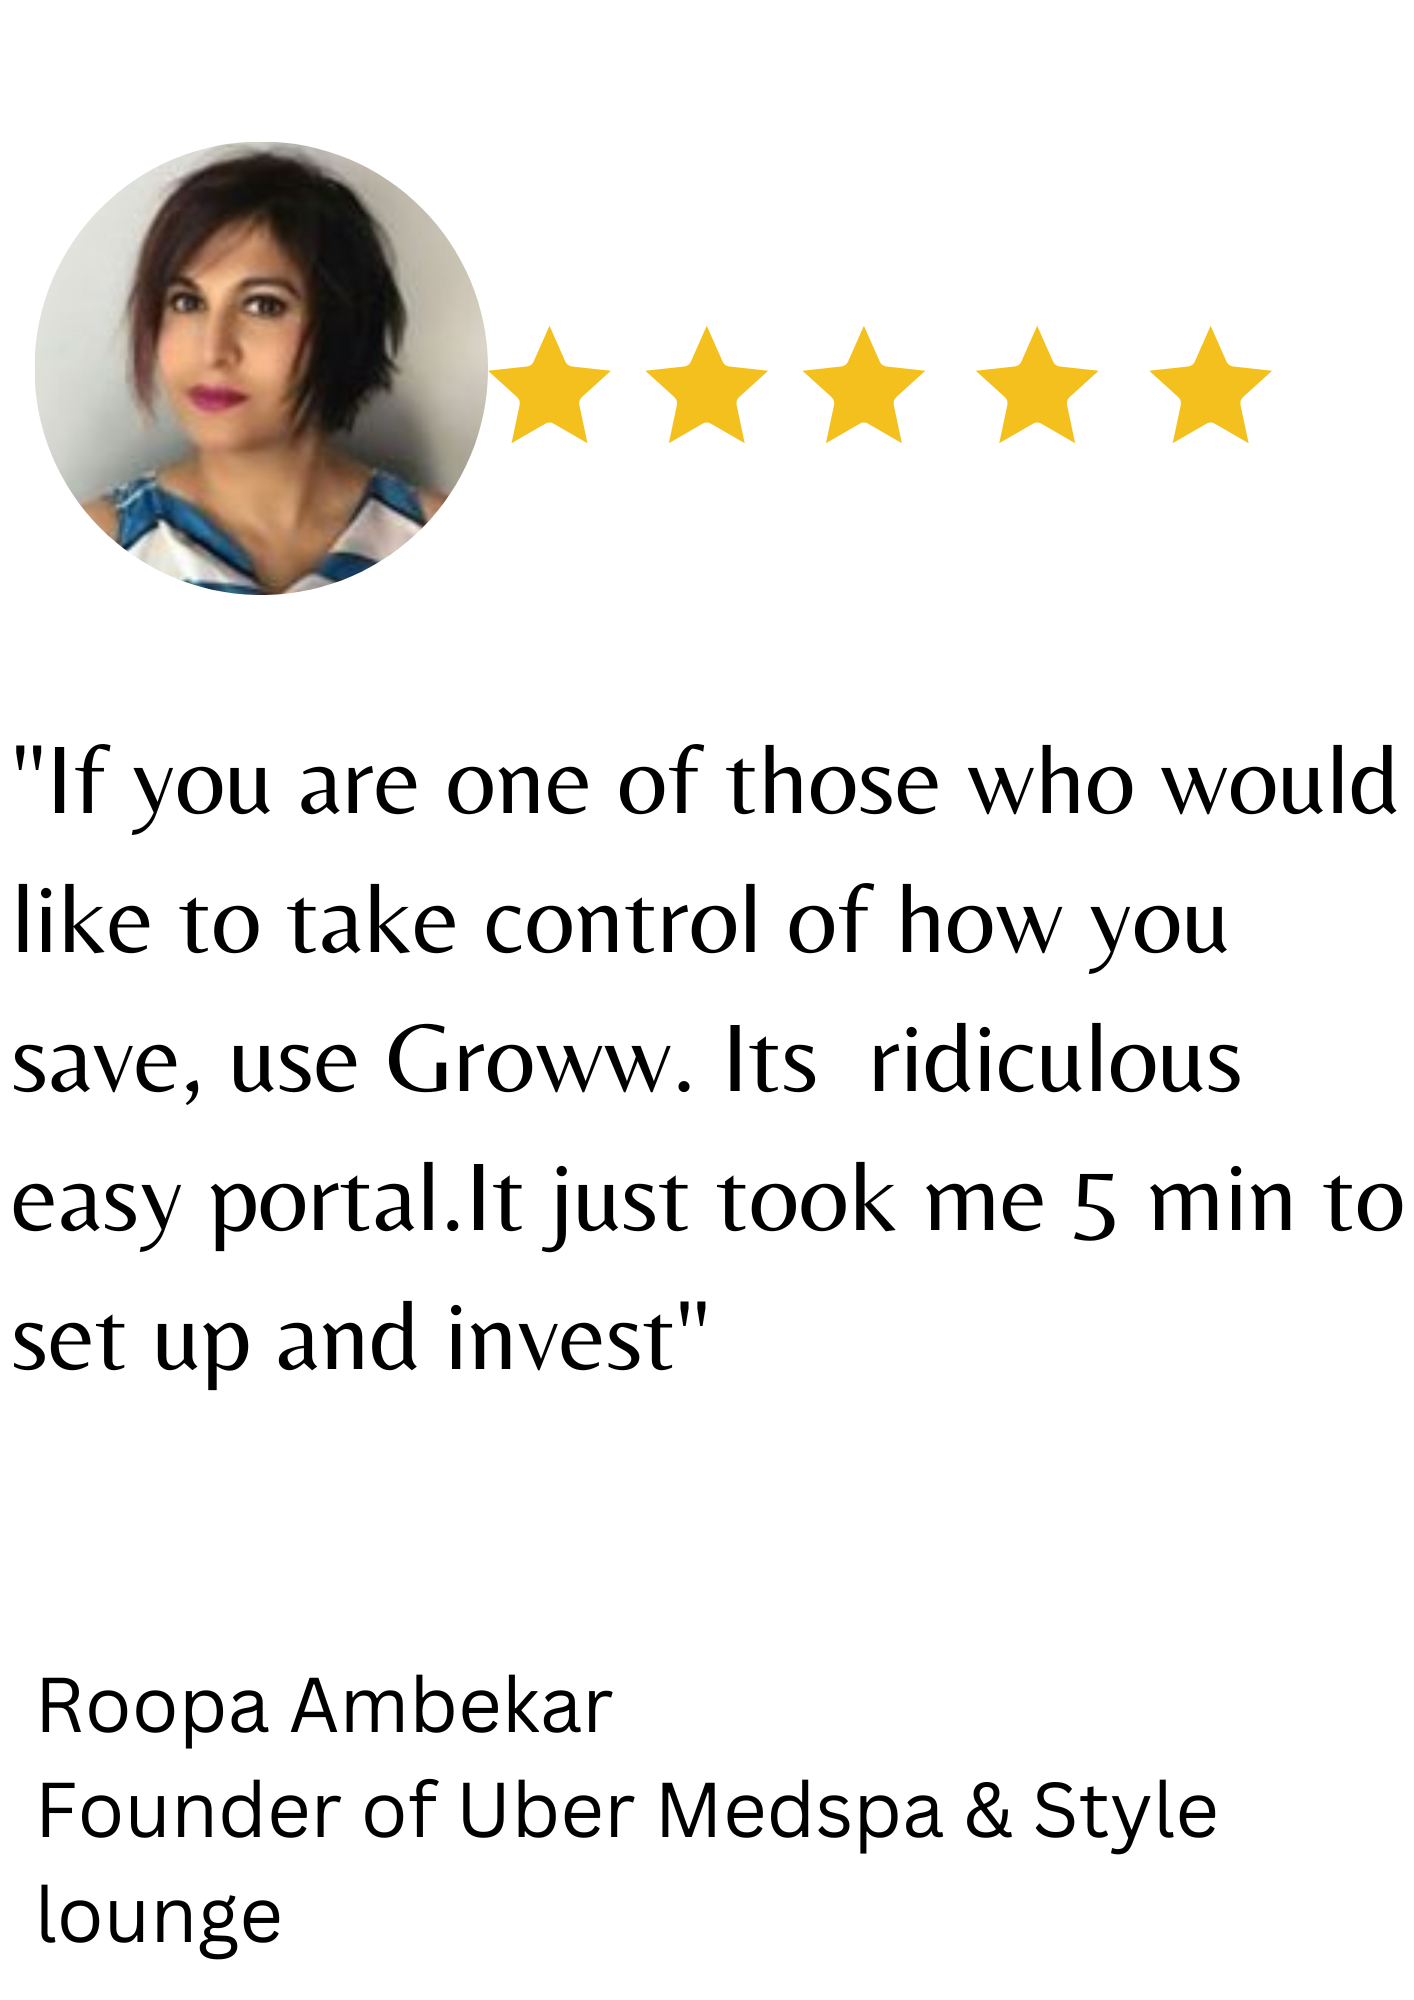 "If you are one of those who would
like to take control of how you
save, use Groww. Its  ridiculous
easy portal.It just took me 5 min to
set up and invest"
Roopa Ambekar
Founder of Uber Medspa & Style
lounge